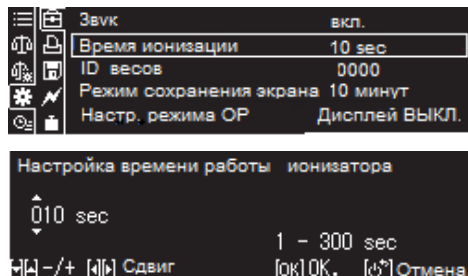 Звук вкл.
Время ионизации 10 sec
ID весов 0000
Режим сохранения экрана 10 минут
Настр. режима ОР Дисплей ВЫКЛ.
Настройка времени работы ионизатора
010 sec
1 - 300 sec
-/+ Сдвиг [OK] OK, Отмена